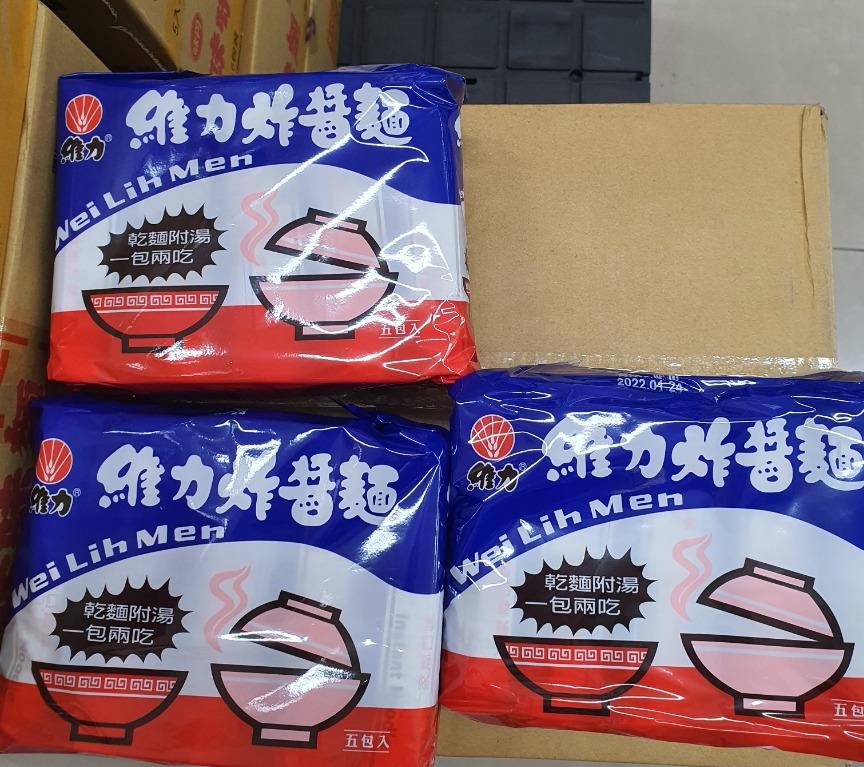 維力炸醬麵
維力®
Wei Lih Men
乾麵附湯
一包兩吃
五包入
2022.04.24
維力炸醬麵
維力®
Wei Lih Men
乾麵附湯
一包兩吃
五包入
維力炸醬麵
維力®
Wei Lih Men
乾麵附湯
一包兩吃
五包
5包入